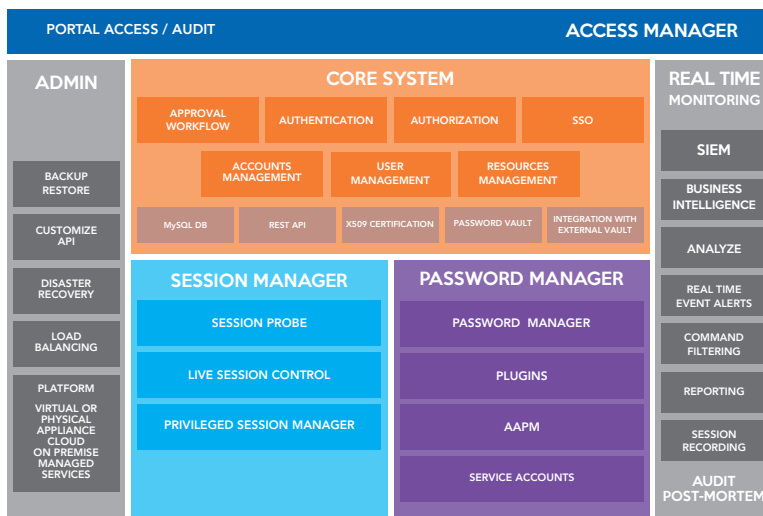 PORTAL ACCESS / AUDIT
ACCESS MANAGER
ADMIN
BACKUP
RESTORE
CUSTOMIZE
API
DISASTER
RECOVERY
LOAD
BALANCING
PLATFORM
VIRTUAL OR
PHYSICAL
APPLIANCE
CLOUD
ON PREMISE
MANAGED
SERVICES
CORE SYSTEM
APPROVAL
WORKFLOW
AUTHENTICATION
AUTHORIZATION
SSO
ACCOUNTS
MANAGEMENT
USER
MANAGEMENT
RESOURCES
MANAGEMENT
MySQL DB
REST API
X509 CERTIFICATION
PASSWORD VAULT
INTEGRATION WITH
EXTERNAL VAULT
SESSION MANAGER
SESSION PROBE
LIVE SESSION CONTROL
PRIVILEGED SESSION MANAGER
PASSWORD MANAGER
PASSWORD MANAGER
PLUGINS
AAPM
SERVICE ACCOUNTS
REAL TIME
MONITORING
SIEM
BUSINESS
INTELLIGENCE
ANALYZE
REAL TIME
EVENT ALERTS
COMMAND
FILTERING
REPORTING
SESSION
RECORDING
AUDIT
POST-MORTEM